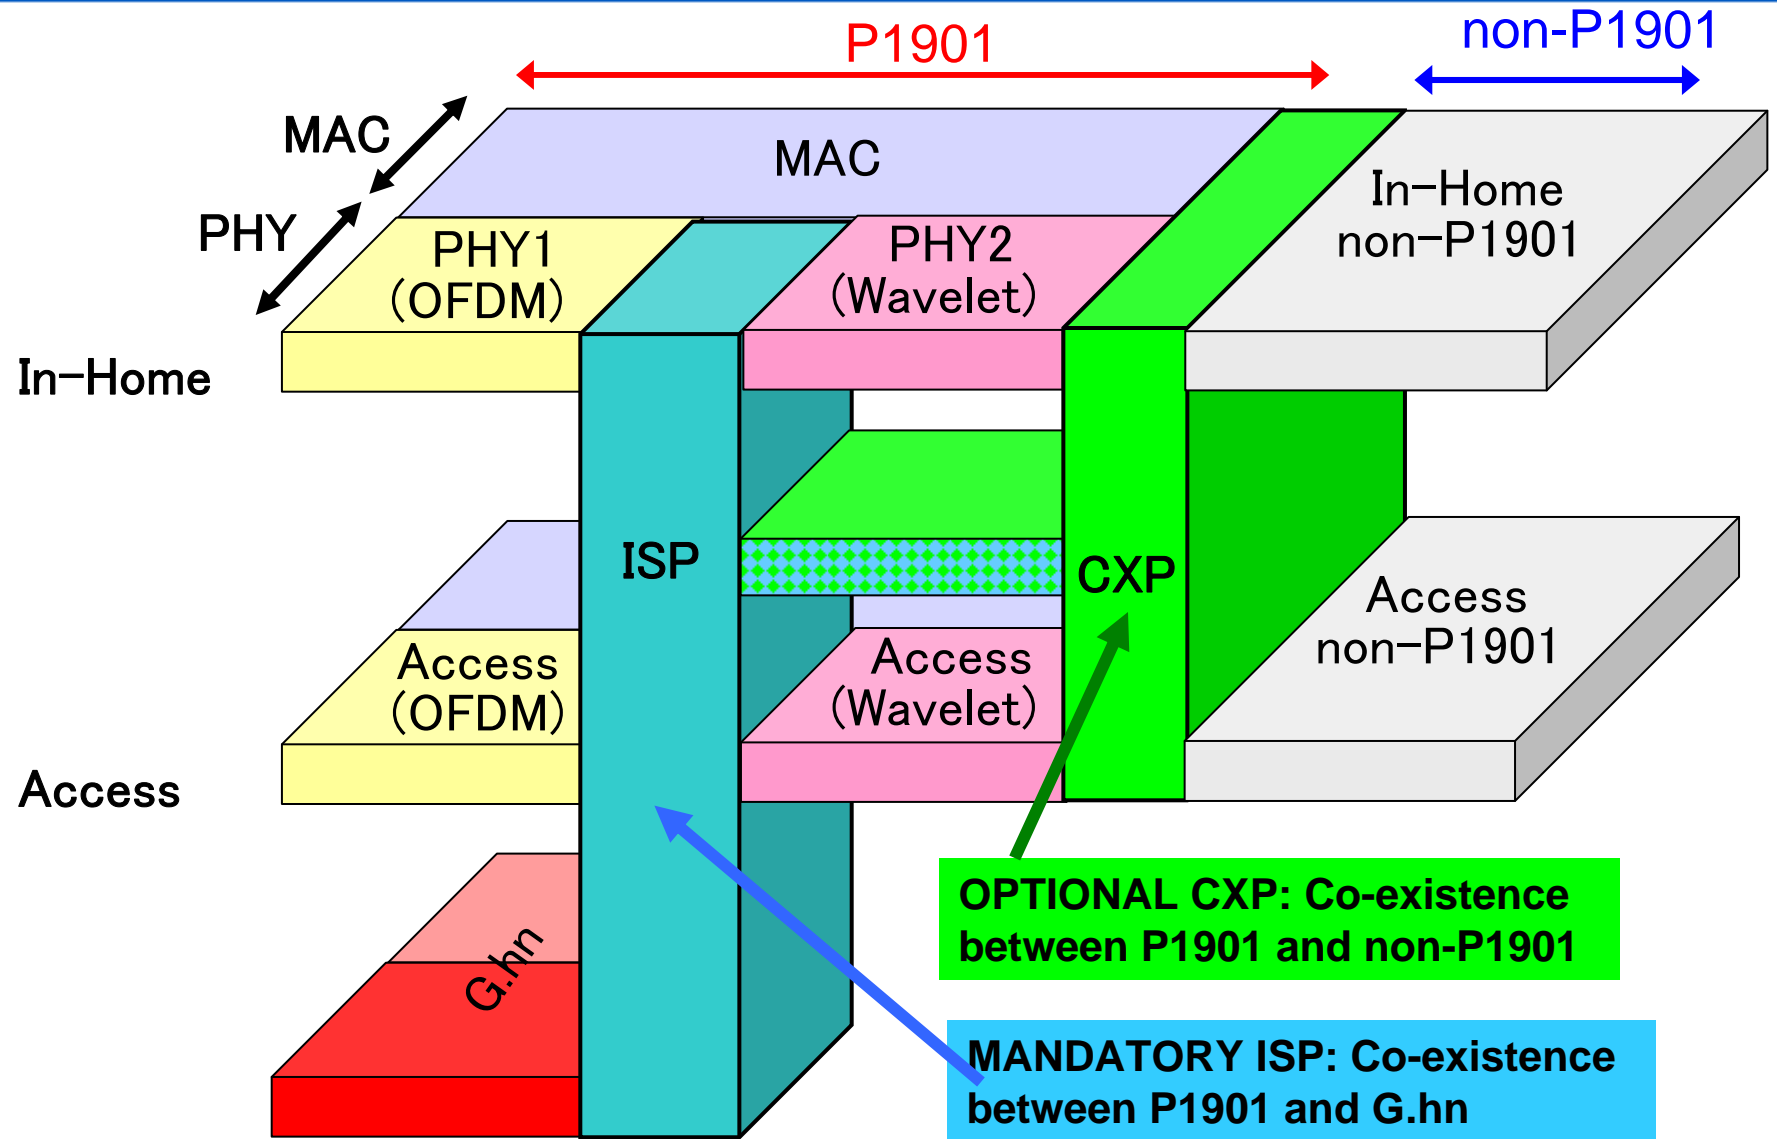 P1901
non-P1901
MAC
MAC
PHY
PHY1
(OFDM)
PHY2
(Wavelet)
In-Home
non-P1901
In-Home
ISP
CXP
Access
(OFDM)
Access
(Wavelet)
Access
non-P1901
Access
G.hn
OPTIONAL CXP: Co-existence
between P1901 and non-P1901
MANDATORY ISP: Co-existence
between P1901 and G.hn